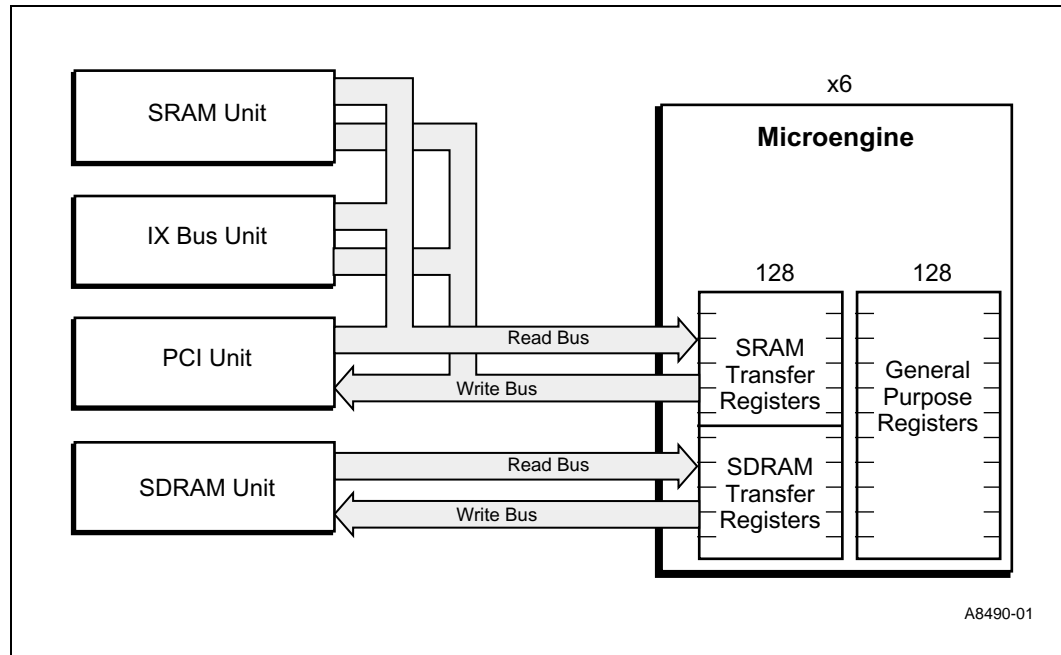 SRAM Unit
IX Bus Unit
PCI Unit
SDRAM Unit
Read Bus
Write Bus
Read Bus
Write Bus
x6
Microengine
128
128
SRAM
Transfer
Registers
SDRAM
Transfer
Registers
General
Purpose
Registers
A8490-01